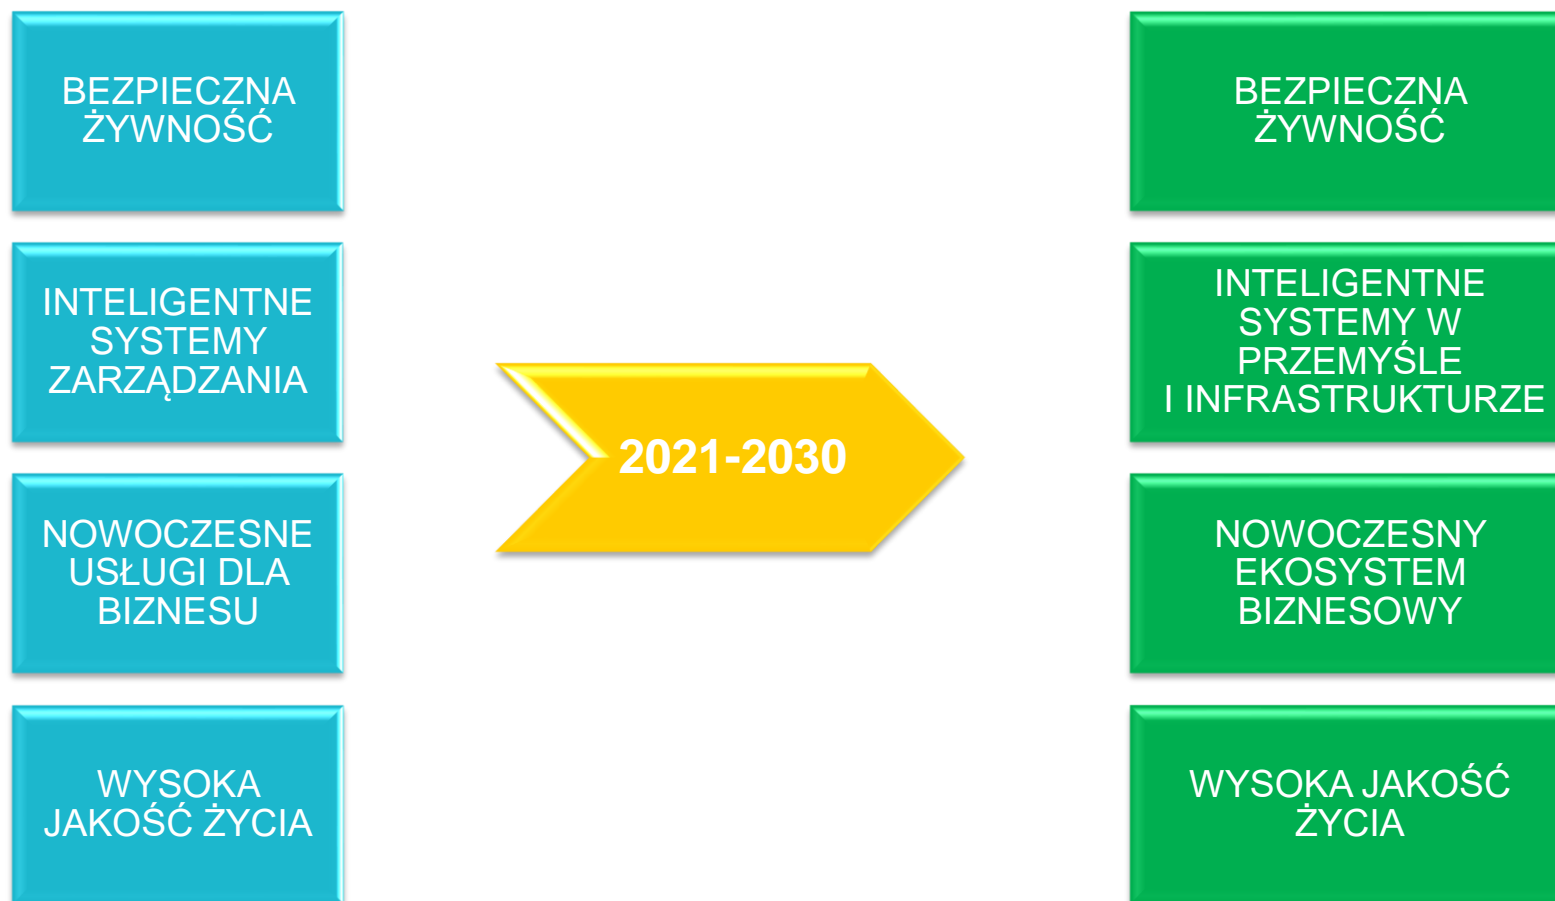 BEZPIECZNA
ŻYWNOŚĆ
INTELIGENTNE
SYSTEMY
ZARZĄDZANIA
NOWOCZESNE
USŁUGI DLA
BIZNESU
WYSOKA
JAKOŚĆ ŻYCIA
2021-2030
BEZPIECZNA
ŻYWNOŚĆ
INTELIGENTNE
SYSTEMY W
PRZEMYŚLE
I INFRASTRUKTURZE
NOWOCZESNY
EKOSYSTEM
BIZNESOWY
WYSOKA JAKOŚĆ
ŻYCIA